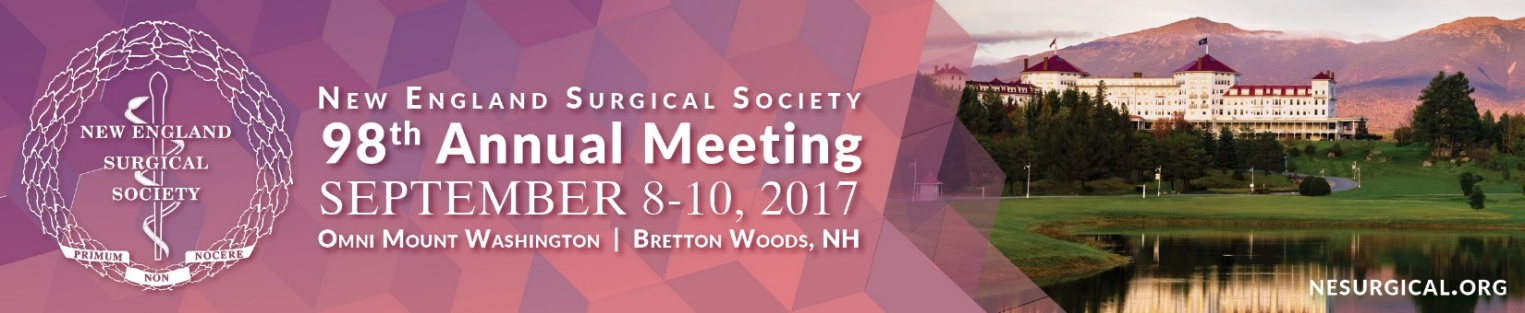 NEW ENGLAND
SURGICAL
SOCIETY
PRIMUM
NON
NOCERE
NEW ENGLAND SURGICAL SOCIETY
98th Annual Meeting
SEPTEMBER 8-10, 2017
OMNI MOUNT WASHINGTON | BRETTON WOODS, NH
NESURGICAL.ORG